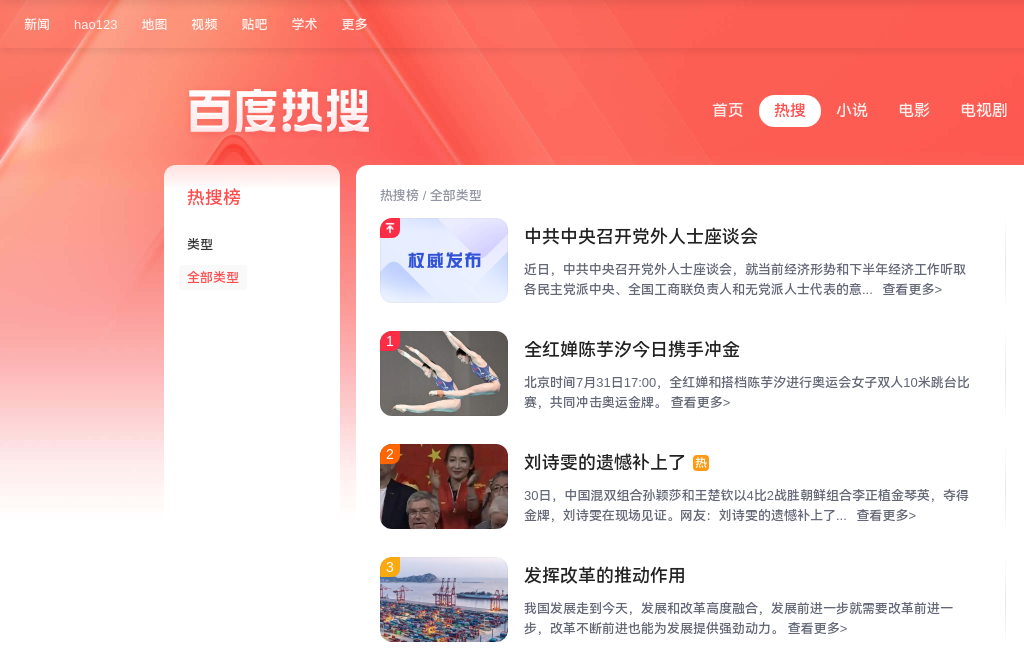 新闻 hao123 地图 视频 贴吧 学术 更多
百度热搜
首页 热搜 小说 电影 电视剧
热搜榜
类型
全部类型
热搜榜 / 全部类型
权威发布
中共中央召开党外人士座谈会
近日，中共中央召开党外人士座谈会，就当前经济形势和下半年经济工作听取
各民主党派中央、全国工商联负责人和无党派人士代表的意... 查看更多>
1
全红婵陈芋汐今日携手冲金
北京时间7月31日17:00，全红婵和搭档陈芋汐进行奥运会女子双人10米跳台比
赛，共同冲击奥运金牌。 查看更多>
2
刘诗雯的遗憾补上了 热
30日，中国混双组合孙颖莎和王楚钦以4比2战胜朝鲜组合李正植金琴英，夺得
金牌，刘诗雯在现场见证。网友：刘诗雯的遗憾补上了... 查看更多>
3
发挥改革的推动作用
我国发展走到今天，发展和改革高度融合，发展前进一步就需要改革前进一
步，改革不断前进也能为发展提供强劲动力。 查看更多>